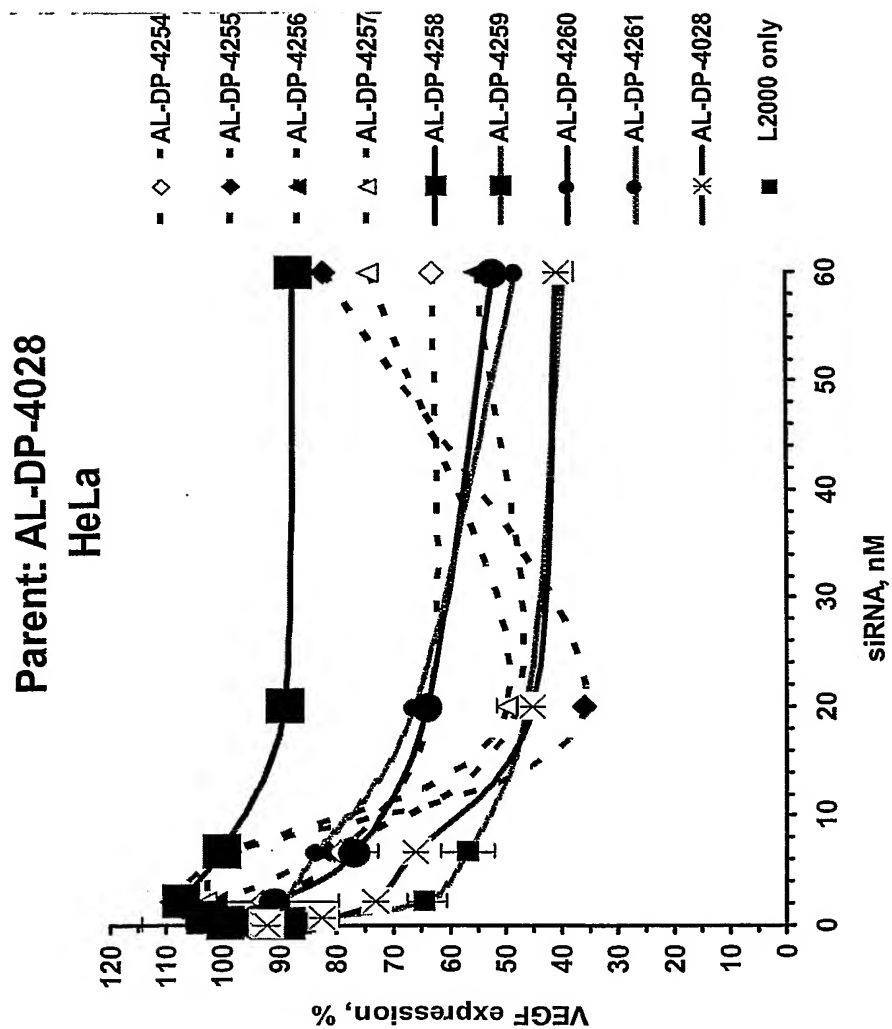 Parent: AL-DP-4028
HeLa
VEGF expression, %
120
110
100
90
80
70
60
50
40
30
20
10
0
0
10
20
30
40
50
60
siRNA, nM
AL-DP-4254
AL-DP-4255
AL-DP-4256
AL-DP-4257
AL-DP-4258
AL-DP-4259
AL-DP-4260
AL-DP-4261
AL-DP-4028
L2000 only